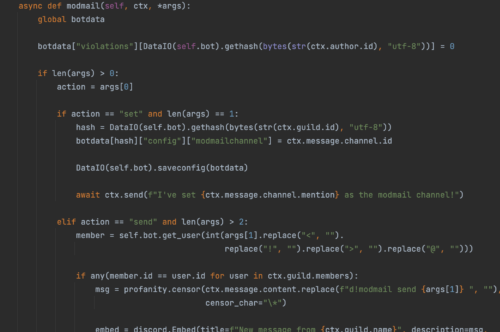 async def modmail(self, ctx, *args):
    global botdata

    botdata["violations"][DataIO(self.bot).gethash(bytes(str(ctx.author.id), "utf-8"))] = 0

    if len(args) > 0:
        action = args[0]

        if action == "set" and len(args) == 1:
            hash = DataIO(self.bot).gethash(bytes(str(ctx.guild.id), "utf-8"))
            botdata[hash]["config"]["modmailchannel"] = ctx.message.channel.id

            DataIO(self.bot).saveconfig(botdata)

            await ctx.send(f"I've set {ctx.message.channel.mention} as the modmail channel!")

        elif action == "send" and len(args) > 2:
            member = self.bot.get_user(int(args[1].replace("<", "").
                                           replace("!", "").replace(">", "").replace("@", "")))

            if any(member.id == user.id for user in ctx.guild.members):
                msg = profanity.censor(ctx.message.content.replace(f"d!modmail send {args[1]} ", ""),
                                       censor_char="\*")

                embed = discord.Embed(title=f"New message from {ctx.guild.name}", description=msg,